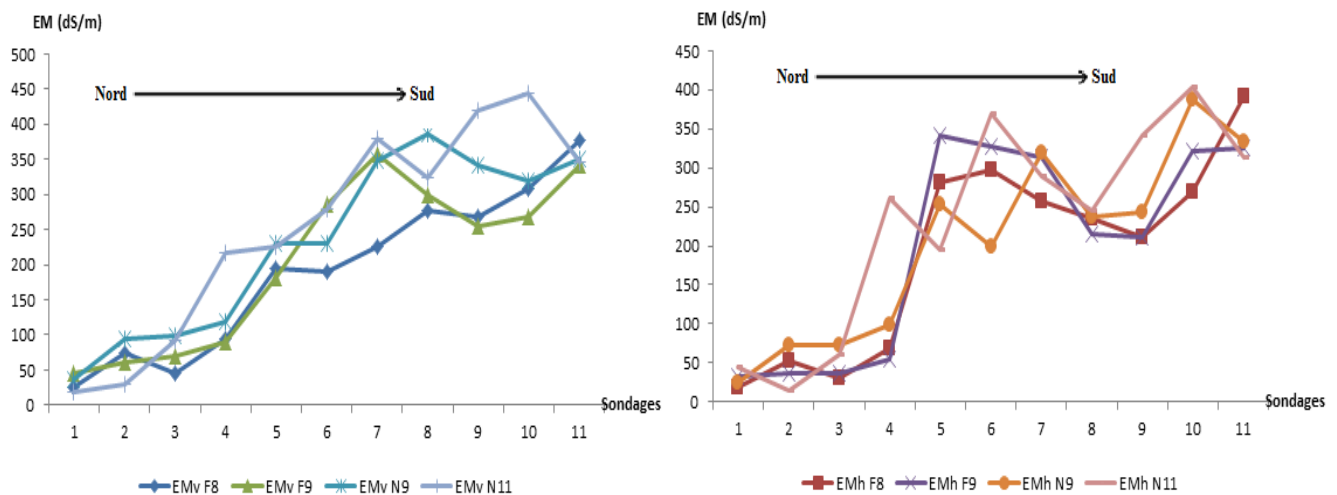 EM (dS/m)
500
450
400
350
300
250
200
150
100
50
0
Nord Sud
Sondages
1 2 3 4 5 6 7 8 9 10 11
EMv F8 EMv F9 EMv N9 EMv N11
EM (dS/m)
450
400
350
300
250
200
150
100
50
0
Nord Sud
Sondages
1 2 3 4 5 6 7 8 9 10 11
EMh F8 EMh F9 EMh N9 EMh N11